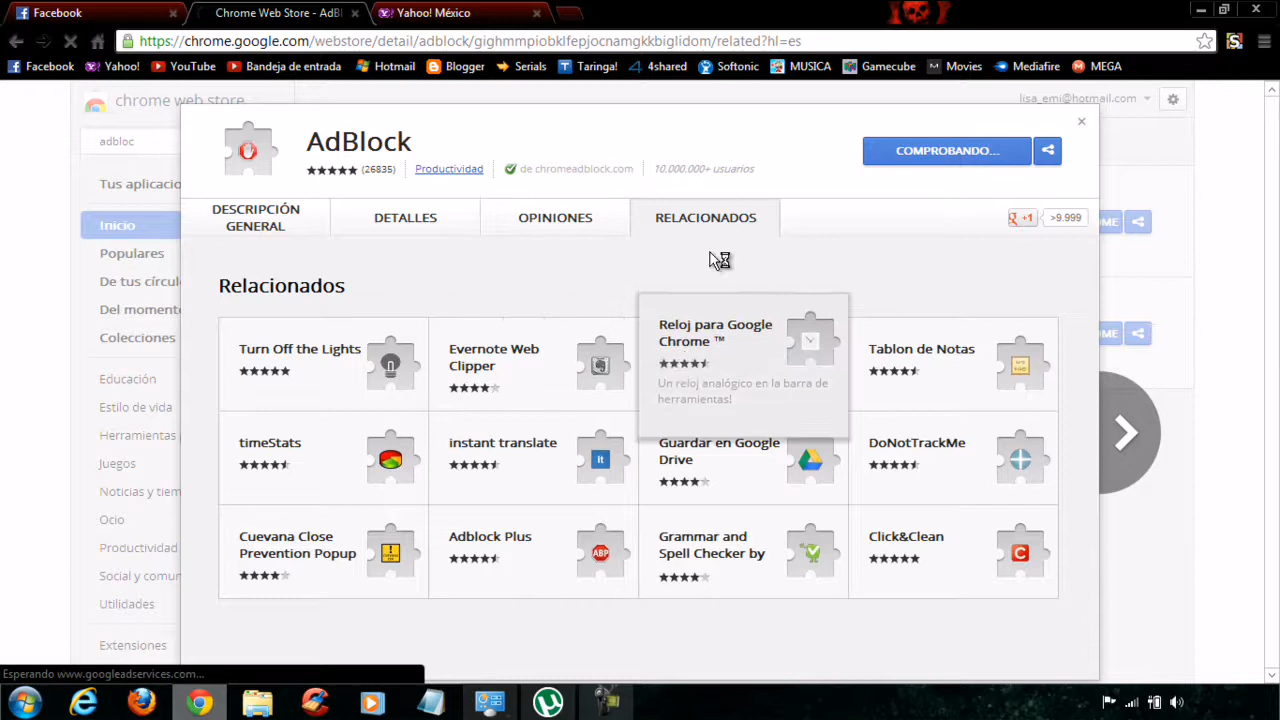 Facebook
Chrome Web Store - AdBl
Yahoo! México
https://chrome.google.com/webstore/detail/adblock/gighmmpiobklfepjocnamgkkbiglidom/related?hl=es
Facebook Yahoo! YouTube Bandeja de entrada Hotmail Blogger Serials Taringa! 4shared Softonic MUSICA Gamecube Movies Mediafire MEGA
chrome web store
lisa_emi@hotmail.com
adbloc
Tus aplicacio
Inicio
Populares
De tus círcul
Del momento
Colecciones
Educación
Estilo de vida
Herramientas
Juegos
Noticias y tiem
Ocio
Productividad
Social y comun
Utilidades
Extensiones
AdBlock
(26835)
Productividad
de chromeadblock.com
10.000.000+ usuarios
COMPROBANDO...
DESCRIPCIÓN
GENERAL
DETALLES
OPINIONES
RELACIONADOS
+1
>9.999
OME
OME
Relacionados
Turn Off the Lights
Evernote Web
Clipper
Reloj para Google
Chrome ™
Un reloj analógico en la barra de
herramientas!
Tablon de Notas
timeStats
instant translate
it
Guardar en Google
Drive
DoNotTrackMe
Cuevana Close
Prevention Popup
Adblock Plus
ABP
Grammar and
Spell Checker by
Click&Clean
C
Esperando www.googleadservices.com...